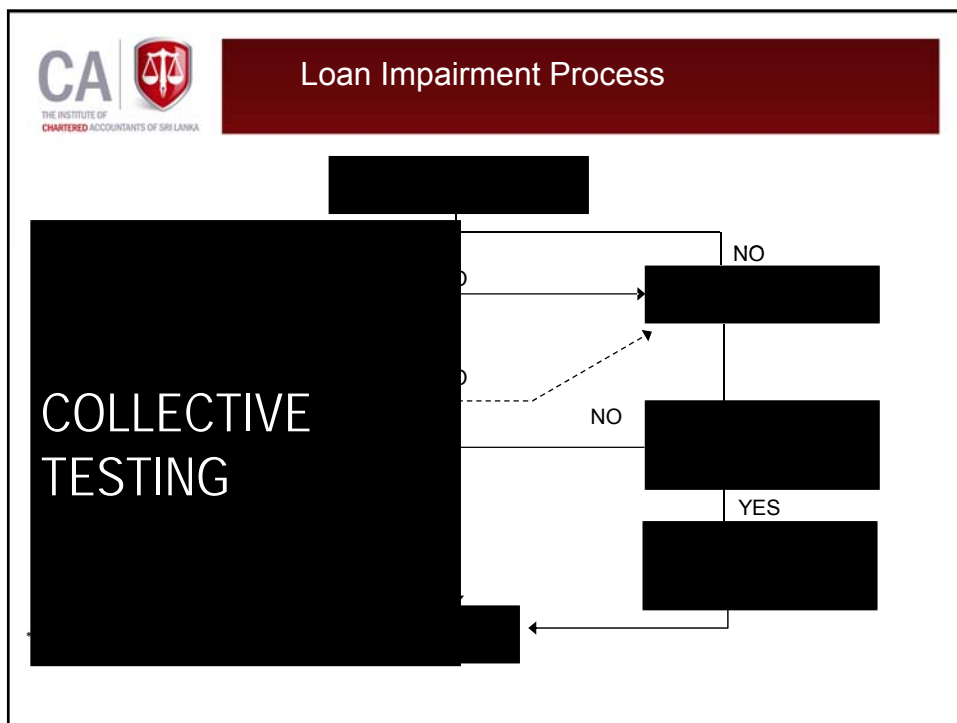 CA
THE INSTITUTE OF
CHARTERED ACCOUNTANTS OF SRI LANKA
Loan Impairment Process
NO
COLLECTIVE
TESTING
NO
YES
*